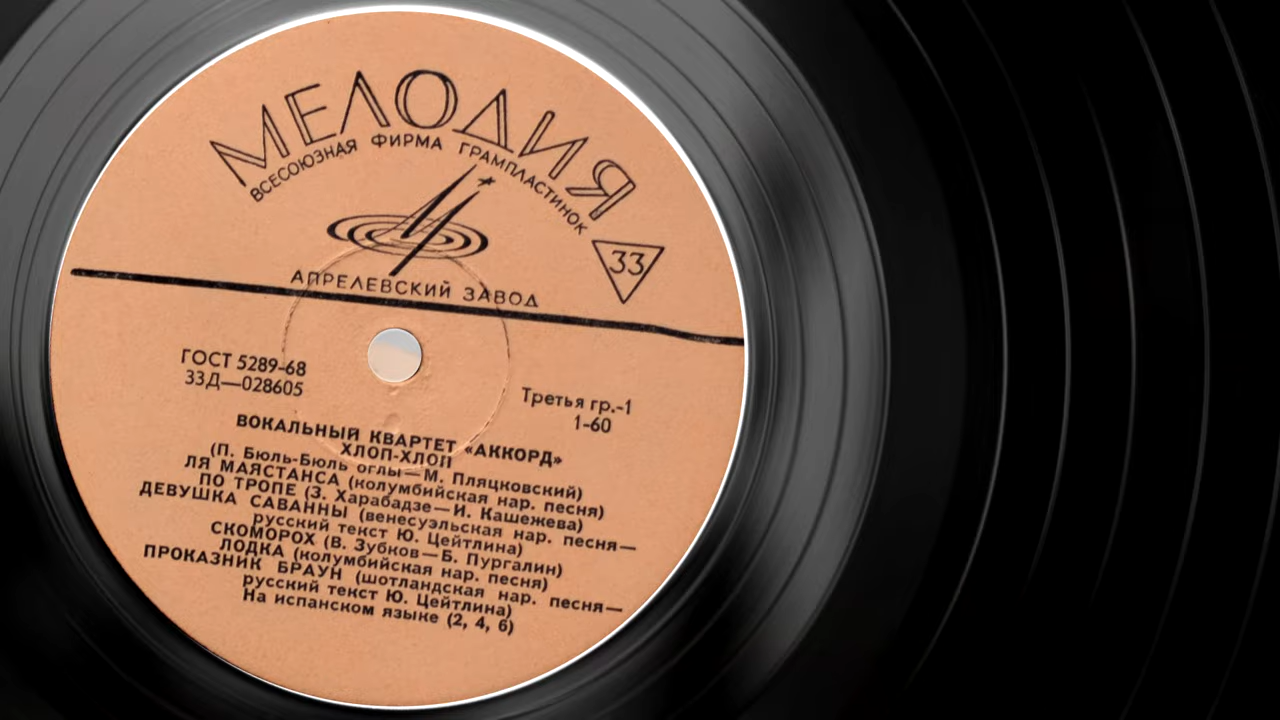 МЕЛОДИЯ
ВСЕСОЮЗНАЯ ФИРМА ГРАМПЛАСТИНОК
33
АПРЕЛЕВСКИЙ ЗАВОД
ГОСТ 5289-68
33Д—028605
Третья гр.-1
1-60
ВОКАЛЬНЫЙ КВАРТЕТ «АККОРД»
ХЛОП-ХЛОП
(П. Бюль-Бюль оглы—М. Пляцковский)
ЛЯ МАЯСТАНСА (колумбийская нар. песня)
ПО ТРОПЕ (З. Харабадзе—И. Кашежева)
ДЕВУШКА САВАННЫ (венесуэльская нар. песня—
русский текст Ю. Цейтлина)
СКОМОРОХ (В. Зубков—Б. Пургалин)
ЛОДКА (колумбийская нар. песня)
ПРОКАЗНИК БРАУН (шотландская нар. песня—
русский текст Ю. Цейтлина)
На испанском языке (2, 4, 6)